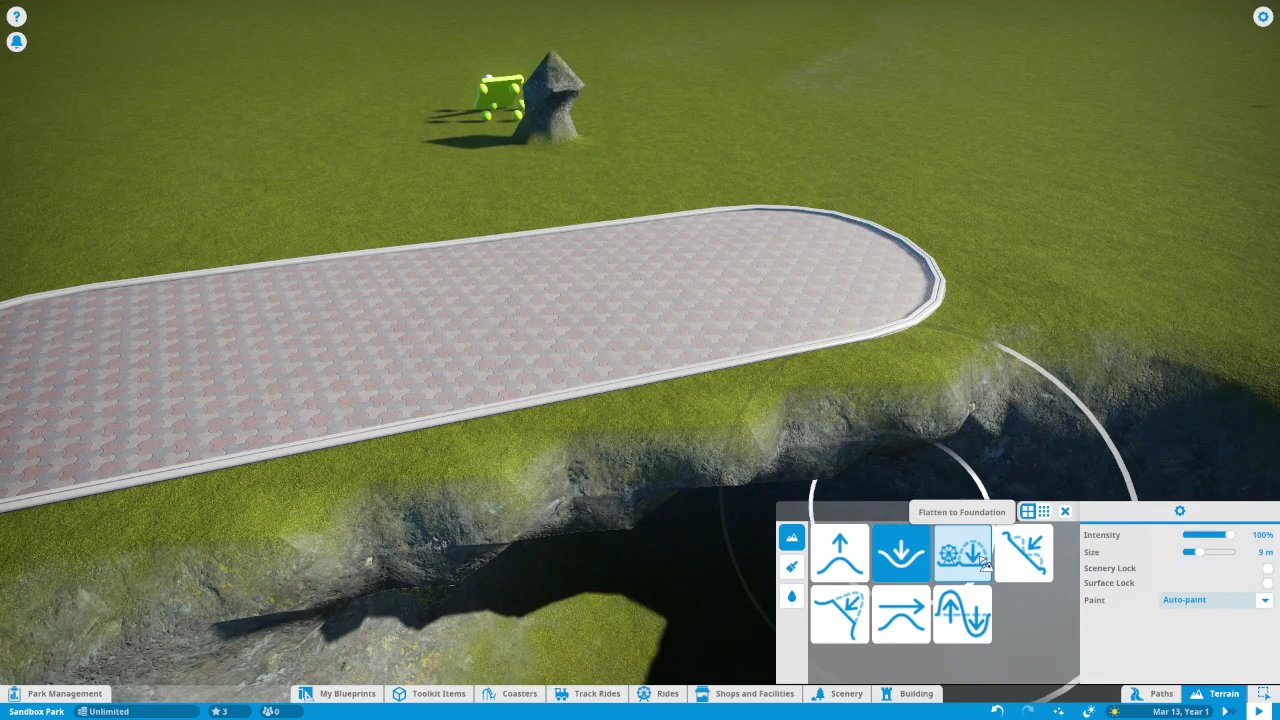 ?
Flatten to Foundation
Intensity 100%
Size 9 m
Scenery Lock
Surface Lock
Paint Auto-paint
Park Management My Blueprints Toolkit Items Coasters Track Rides Rides Shops and Facilities Scenery Building Paths Terrain
Sandbox Park Unlimited 3 0 Mar 13, Year 1